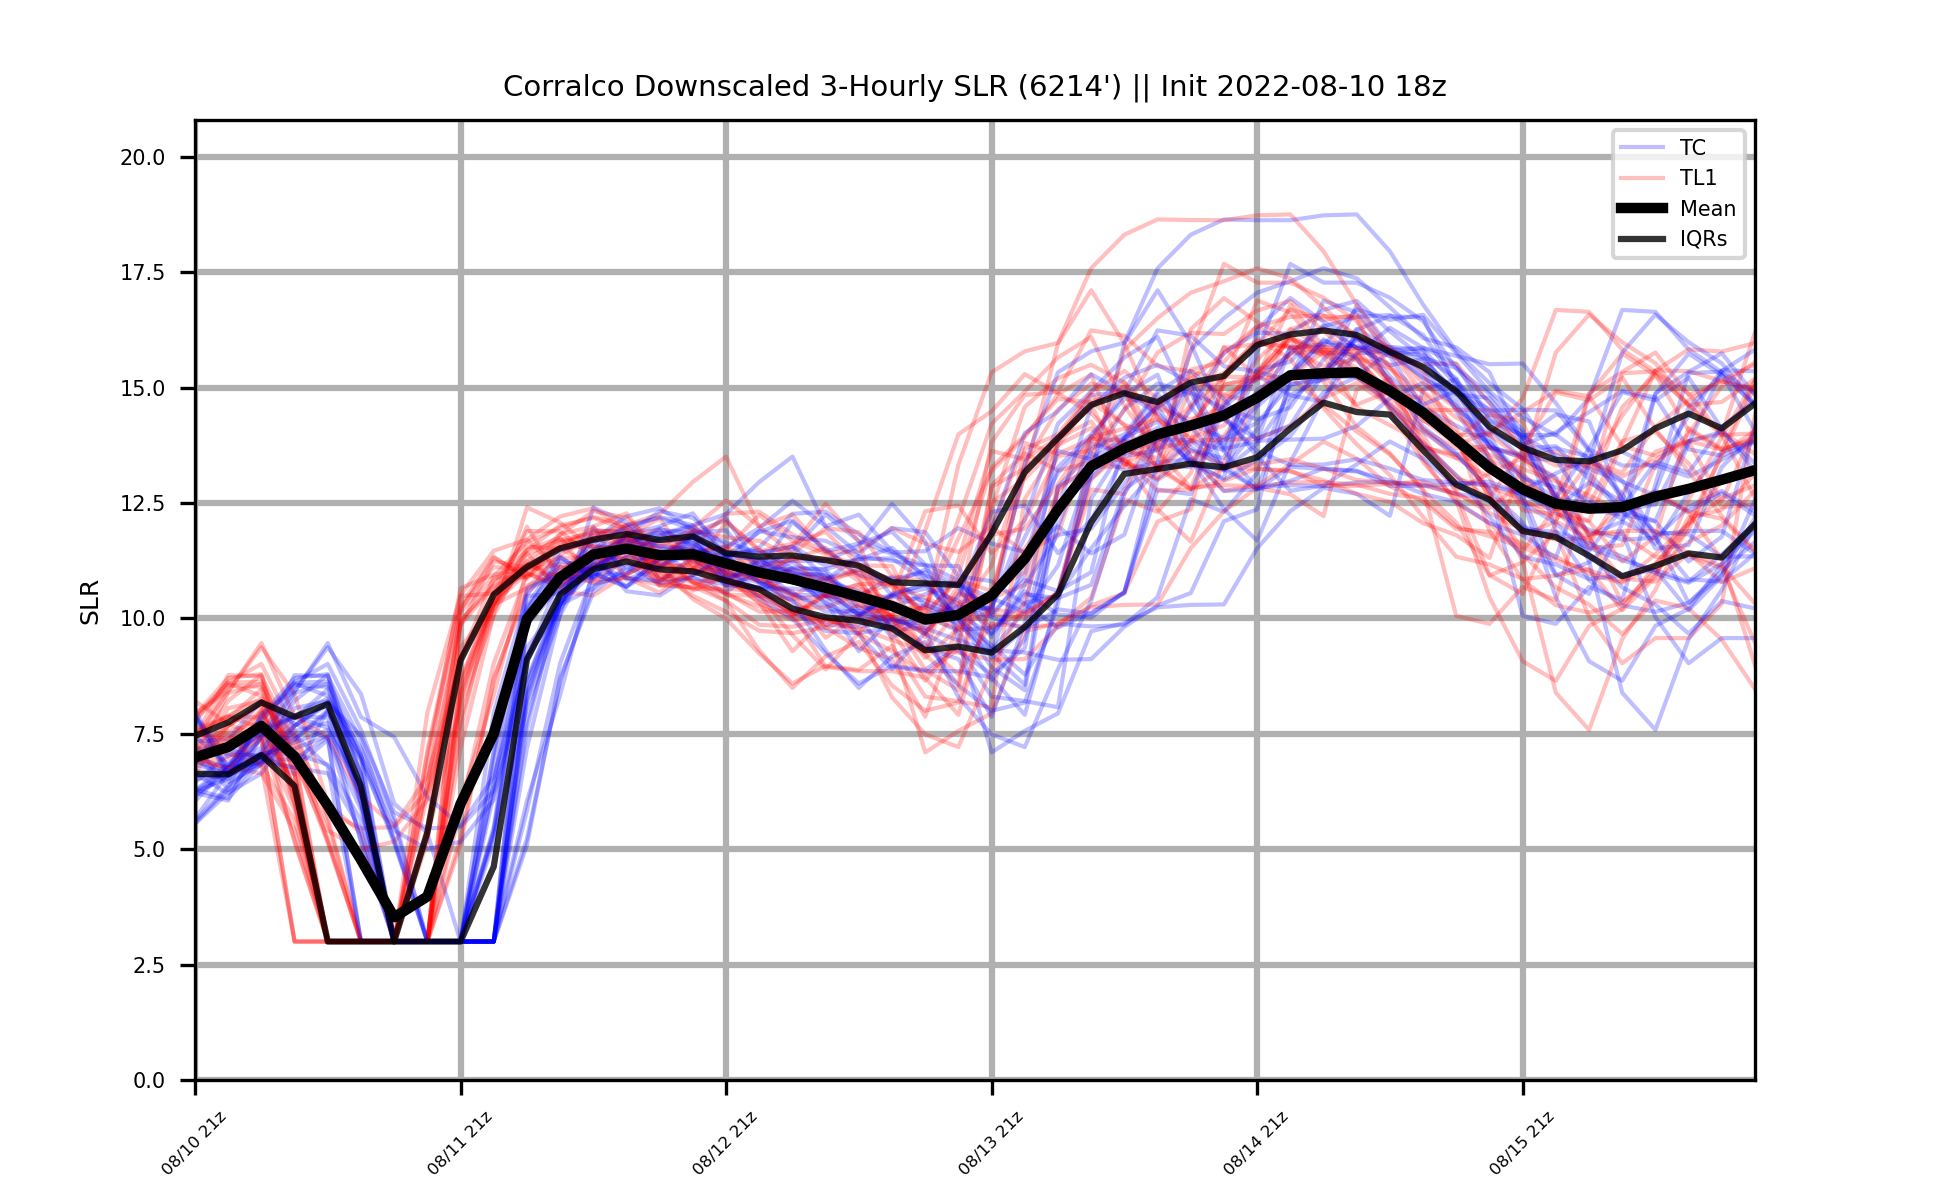 Corralco Downscaled 3-Hourly SLR (6214') || Init 2022-08-10 18z
TC
TL1
Mean
IQRs
SLR
20.0
17.5
15.0
12.5
10.0
7.5
5.0
2.5
0.0
08/10 21z
08/11 21z
08/12 21z
08/13 21z
08/14 21z
08/15 21z